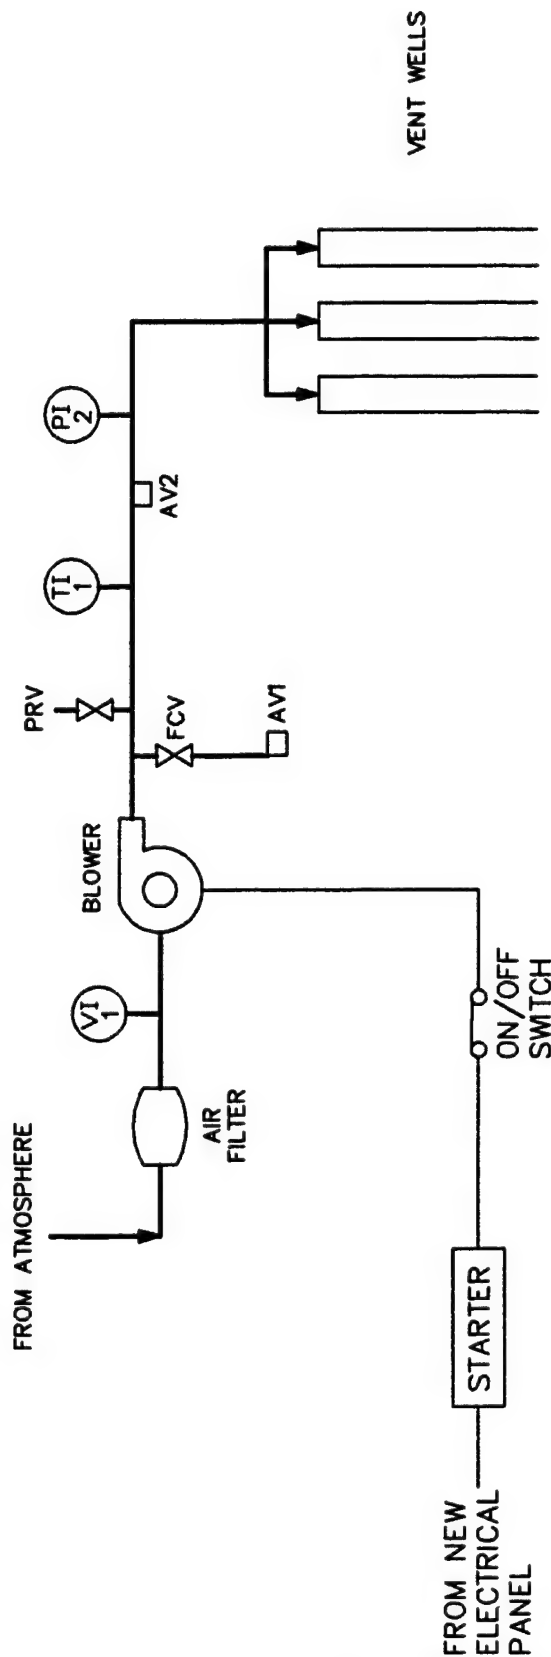 FROM ATMOSPHERE
AIR
FILTER
VI
1
BLOWER
PRV
FCV
AV1
TI
1
AV2
PI
2
VENT WELLS
FROM NEW
ELECTRICAL
PANEL
STARTER
ON/OFF
SWITCH